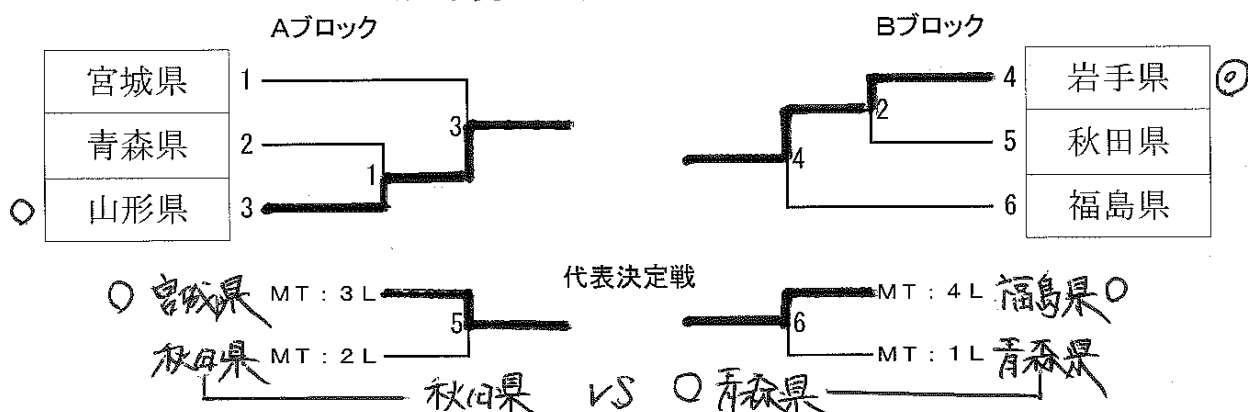 Aブロック Bブロック
宮城県 1 4 岩手県 ◎
3 2
青森県 2 5 秋田県
1 4
○ 山形県 3 6 福島県
代表決定戦
○ 宮城県 MT:3L MT:4L 福島県 ○
5 6
秋田県 MT:2L MT:1L 青森県
秋田県 VS ○ 青森県